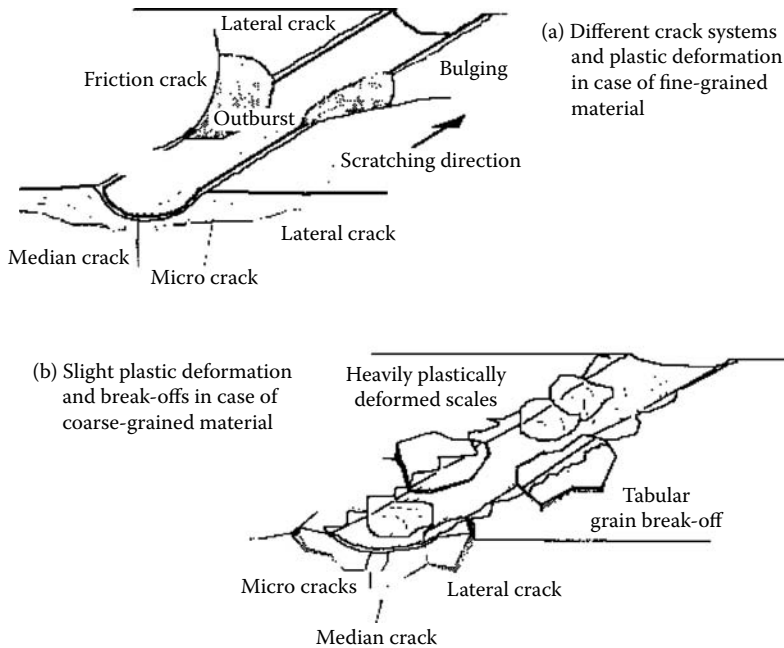 Lateral crack
(a) Different crack systems
and plastic deformation
in case of fine-grained
material
Friction crack
Bulging
Outburst
Scratching direction
Lateral crack
Median crack
Micro crack
(b) Slight plastic deformation
and break-offs in case of
coarse-grained material
Heavily plastically
deformed scales
Tabular
grain break-off
Micro cracks
Lateral crack
Median crack